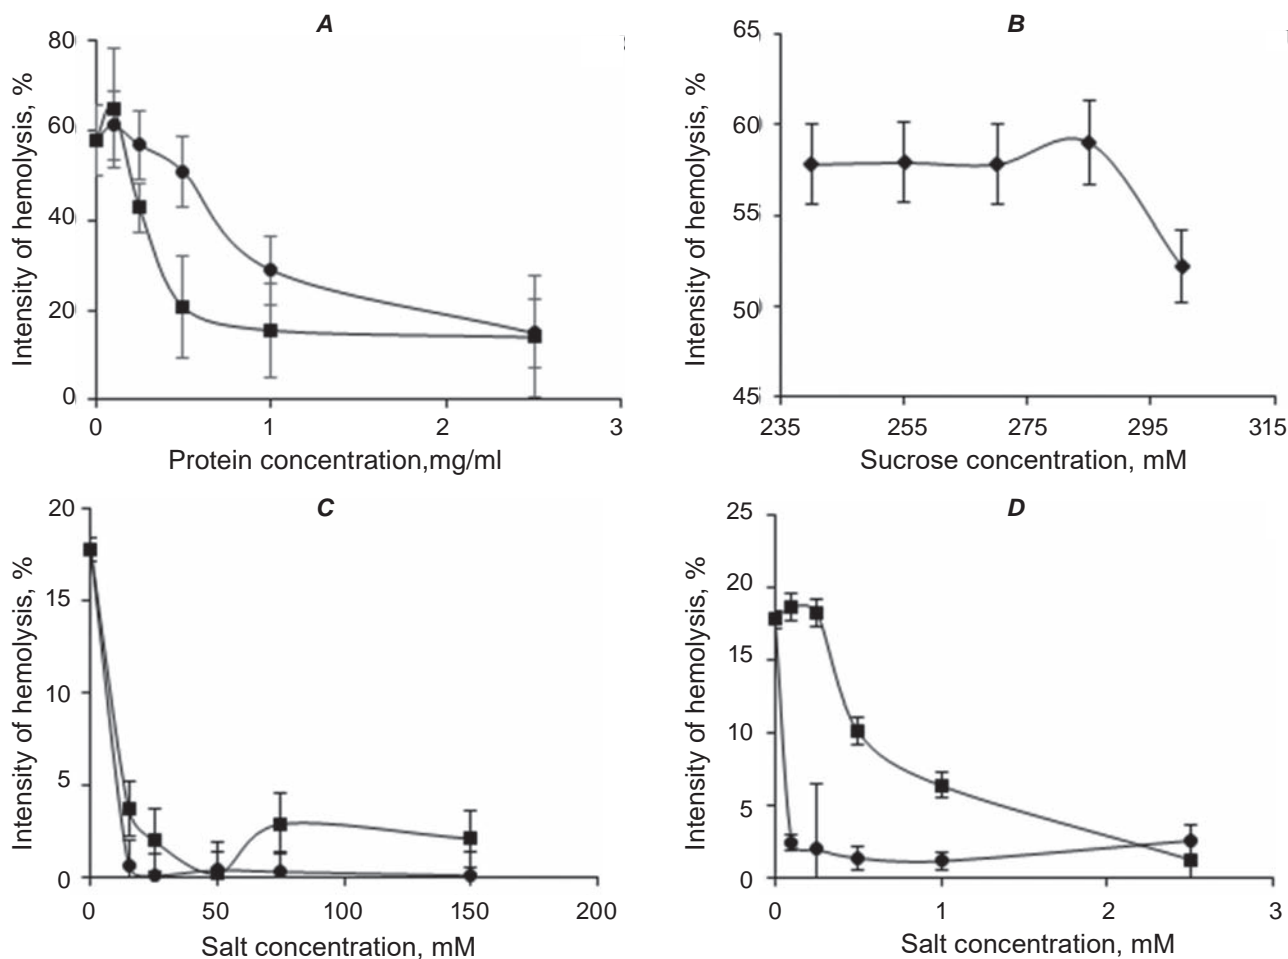 A
Intensity of hemolysis, %
80
60
40
20
0
0 1 2 3
Protein concentration,mg/ml
B
Intensity of hemolysis, %
65
60
55
50
45
235 255 275 295 315
Sucrose concentration, mM
C
Intensity of hemolysis, %
20
15
10
5
0
0 50 100 150 200
Salt concentration, mM
D
Intensity of hemolysis, %
25
20
15
10
5
0
0 1 2 3
Salt concentration, mM